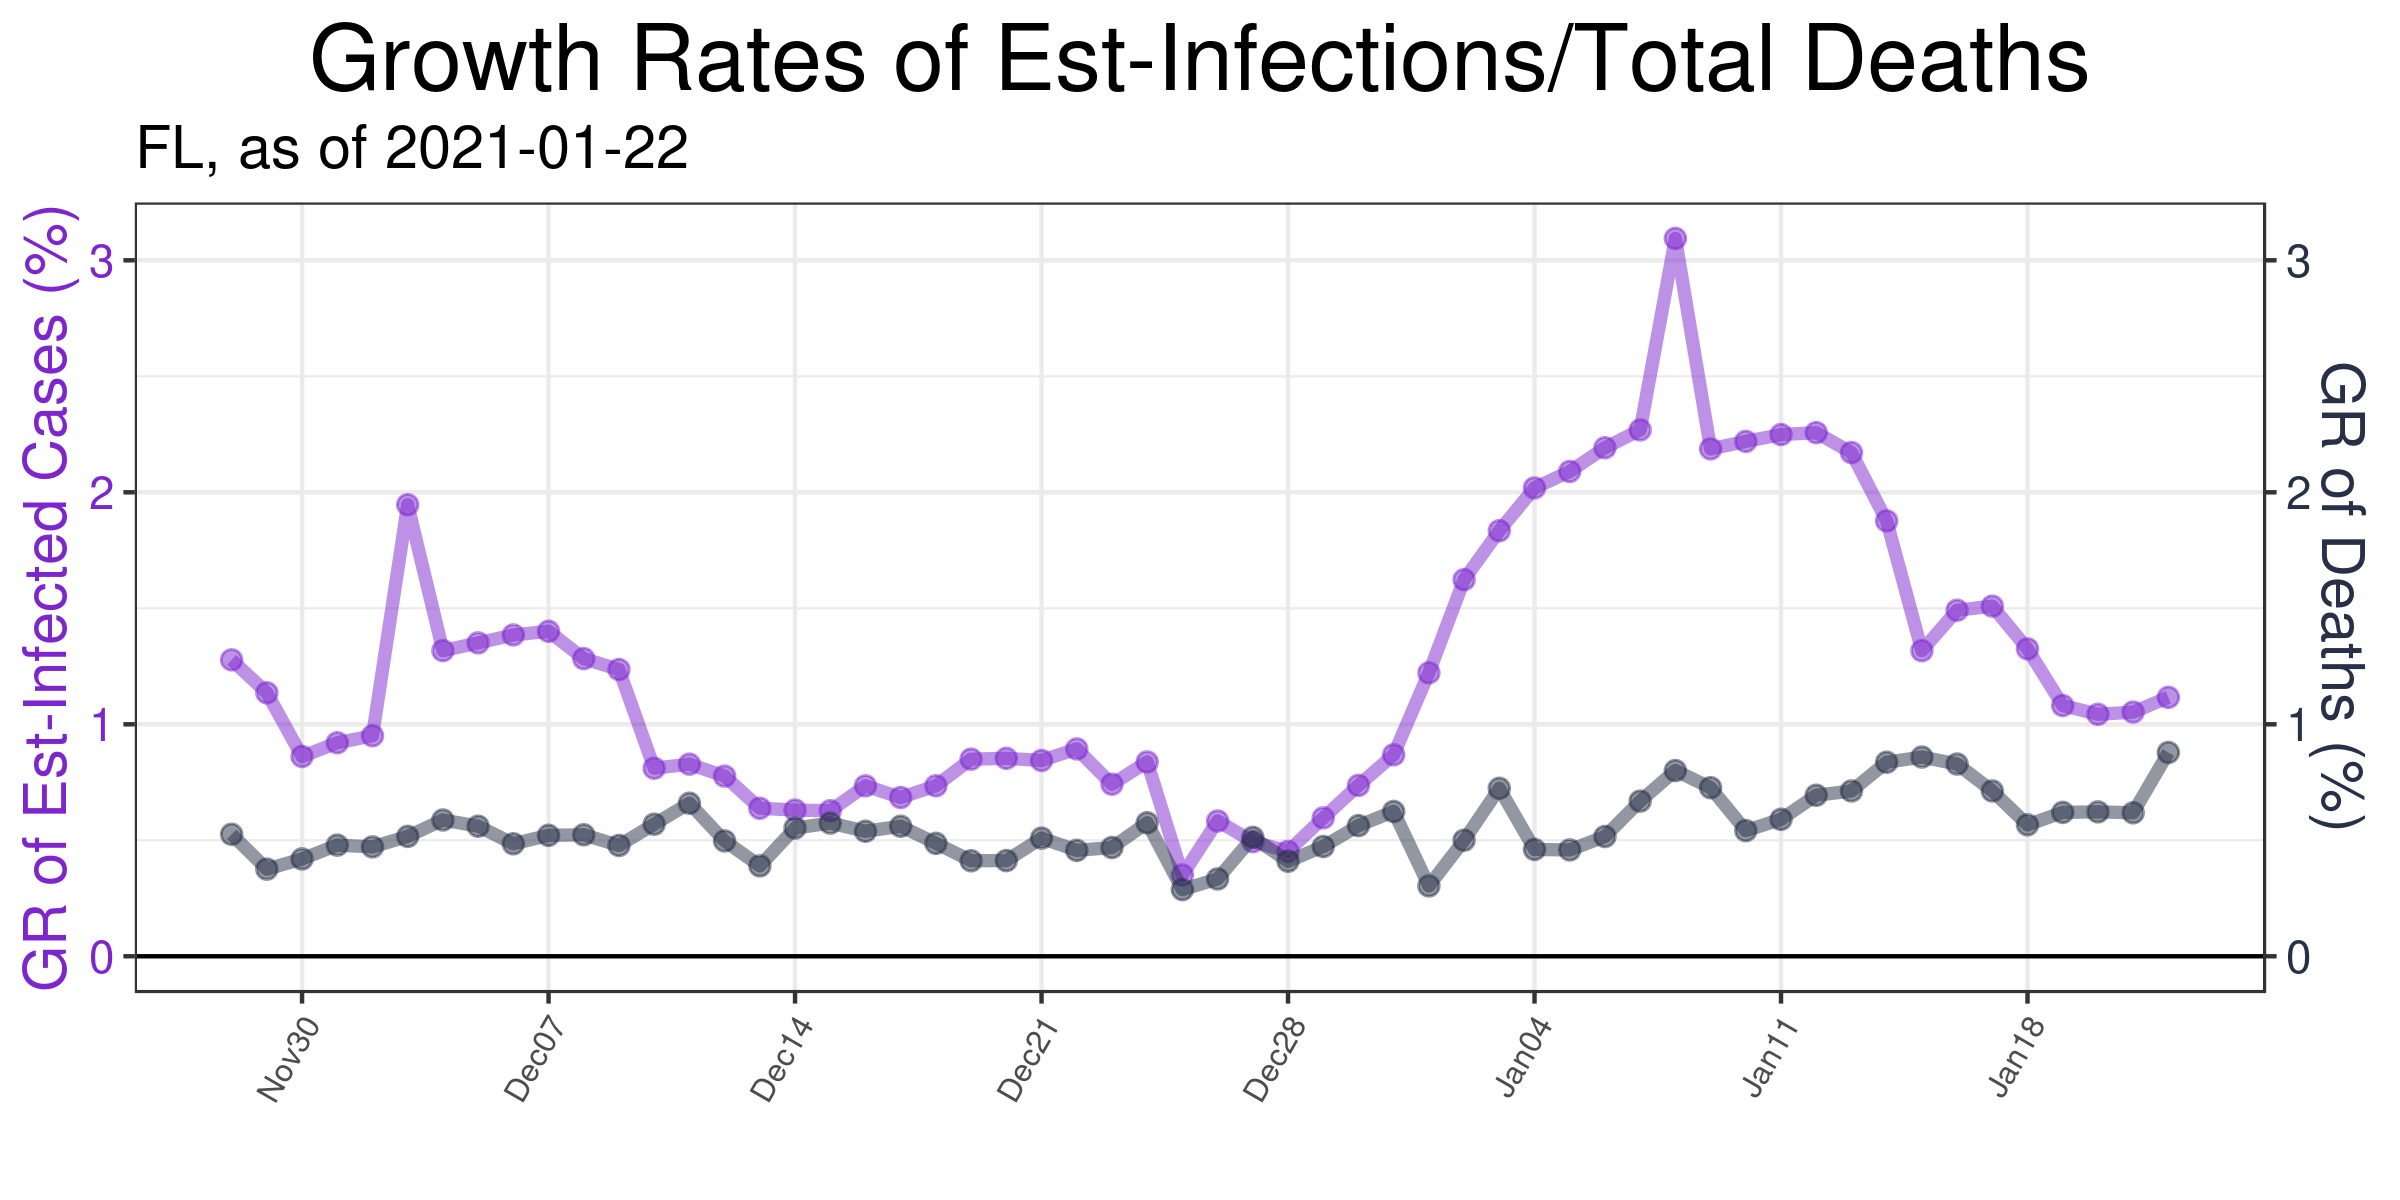 Growth Rates of Est-Infections/Total Deaths
FL, as of 2021-01-22
GR of Est-Infected Cases (%)
3
2
1
0
3
2
1
0
GR of Deaths (%)
Nov30
Dec07
Dec14
Dec21
Dec28
Jan04
Jan11
Jan18